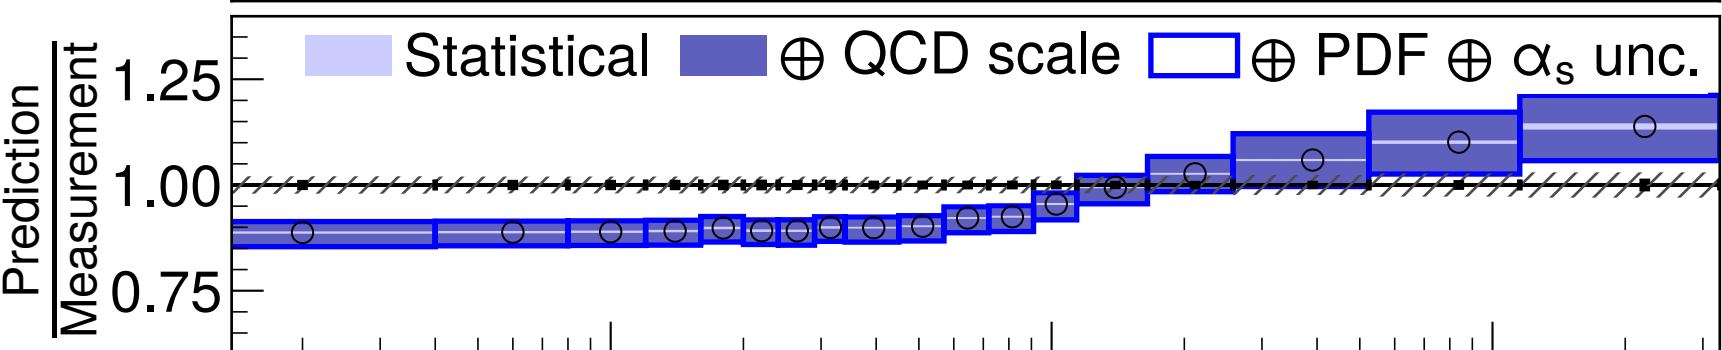 Statistical ⊕ QCD scale ⊕ PDF ⊕ αs unc.
Prediction
Measurement
1.25
1.00
0.75